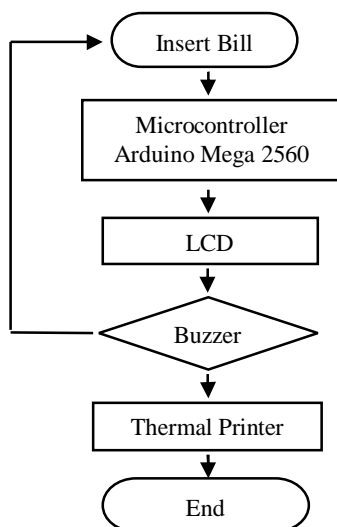 Insert Bill
Microcontroller
Arduino Mega 2560
LCD
Buzzer
Thermal Printer
End